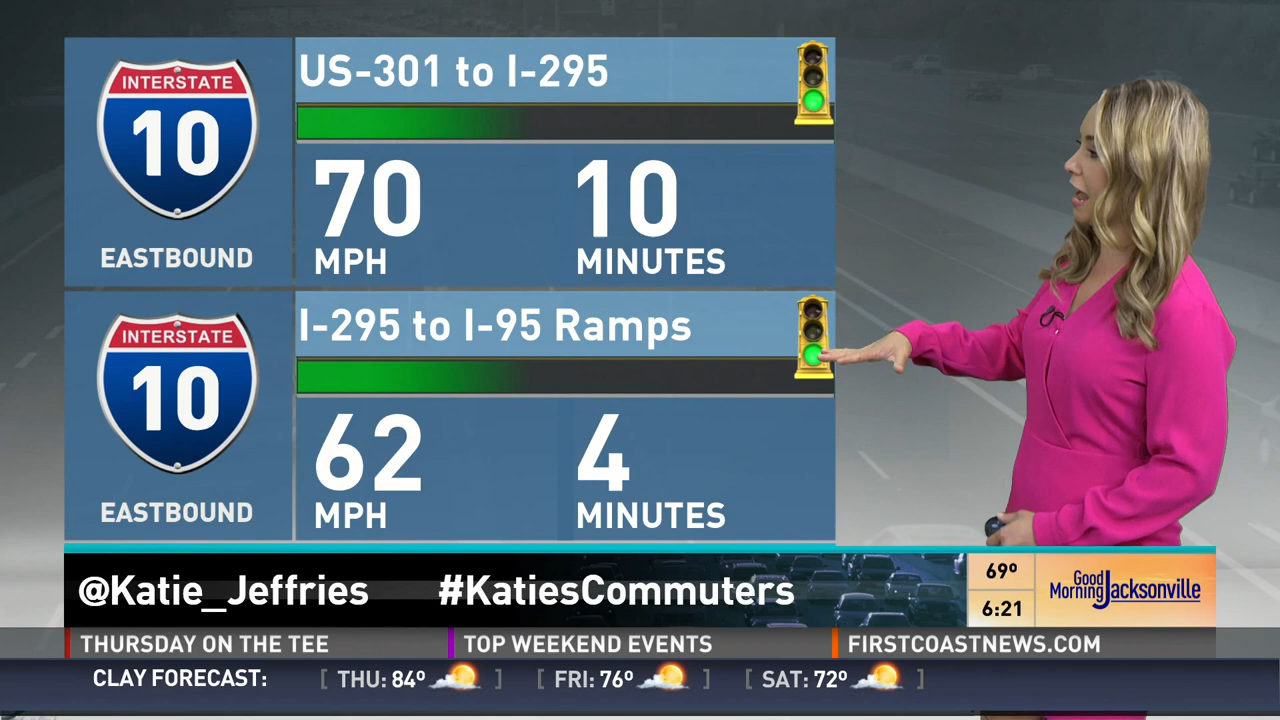 INTERSTATE
10
EASTBOUND
US-301 to I-295
70
MPH
10
MINUTES
INTERSTATE
10
EASTBOUND
I-295 to I-95 Ramps
62
MPH
4
MINUTES
@Katie_Jeffries #KatiesCommuters
69º
6:21
Good
Morning Jacksonville
THURSDAY ON THE TEE TOP WEEKEND EVENTS FIRSTCOASTNEWS.COM
CLAY FORECAST: [ THU: 84º ] [ FRI: 76º ] [ SAT: 72º ]